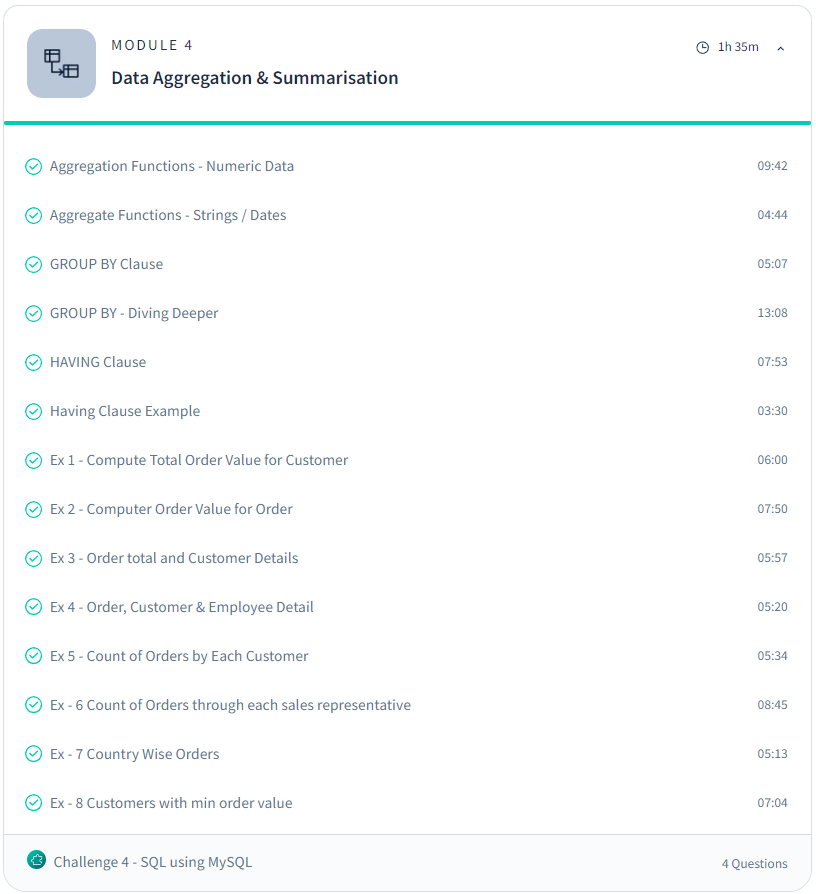 MODULE 4
1h 35m
Data Aggregation & Summarisation
Aggregation Functions - Numeric Data 09:42
Aggregate Functions - Strings / Dates 04:44
GROUP BY Clause 05:07
GROUP BY - Diving Deeper 13:08
HAVING Clause 07:53
Having Clause Example 03:30
Ex 1 - Compute Total Order Value for Customer 06:00
Ex 2 - Computer Order Value for Order 07:50
Ex 3 - Order total and Customer Details 05:57
Ex 4 - Order, Customer & Employee Detail 05:20
Ex 5 - Count of Orders by Each Customer 05:34
Ex - 6 Count of Orders through each sales representative 08:45
Ex - 7 Country Wise Orders 05:13
Ex - 8 Customers with min order value 07:04
Challenge 4 - SQL using MySQL 4 Questions